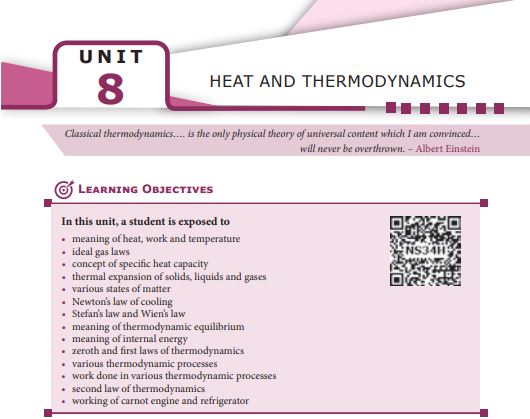 UNIT
8
HEAT AND THERMODYNAMICS
Classical thermodynamics.... is the only physical theory of universal content which I am convinced...
will never be overthrown. – Albert Einstein
LEARNING OBJECTIVES
In this unit, a student is exposed to
• meaning of heat, work and temperature
• ideal gas laws
• concept of specific heat capacity
• thermal expansion of solids, liquids and gases
• various states of matter
• Newton's law of cooling
• Stefan's law and Wien's law
• meaning of thermodynamic equilibrium
• meaning of internal energy
• zeroth and first laws of thermodynamics
• various thermodynamic processes
• work done in various thermodynamic processes
• second law of thermodynamics
• working of carnot engine and refrigerator
NS34H